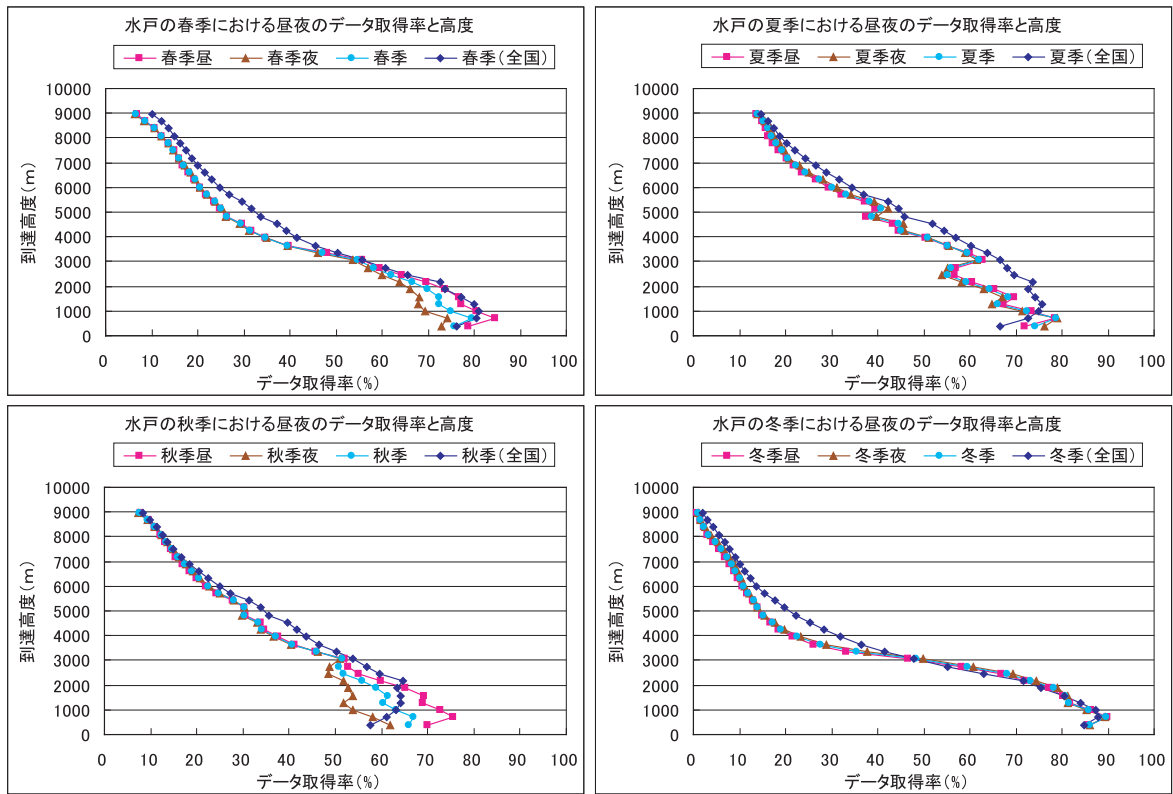 水戸の春季における昼夜のデータ取得率と高度
春季昼 春季夜 春季 春季(全国)
到達高度(m)
10000
9000
8000
7000
6000
5000
4000
3000
2000
1000
0
0 10 20 30 40 50 60 70 80 90 100
データ取得率(%)
水戸の夏季における昼夜のデータ取得率と高度
夏季昼 夏季夜 夏季 夏季(全国)
到達高度(m)
10000
9000
8000
7000
6000
5000
4000
3000
2000
1000
0
0 10 20 30 40 50 60 70 80 90 100
データ取得率(%)
水戸の秋季における昼夜のデータ取得率と高度
秋季昼 秋季夜 秋季 秋季(全国)
到達高度(m)
10000
9000
8000
7000
6000
5000
4000
3000
2000
1000
0
0 10 20 30 40 50 60 70 80 90 100
データ取得率(%)
水戸の冬季における昼夜のデータ取得率と高度
冬季昼 冬季夜 冬季 冬季(全国)
到達高度(m)
10000
9000
8000
7000
6000
5000
4000
3000
2000
1000
0
0 10 20 30 40 50 60 70 80 90 100
データ取得率(%)